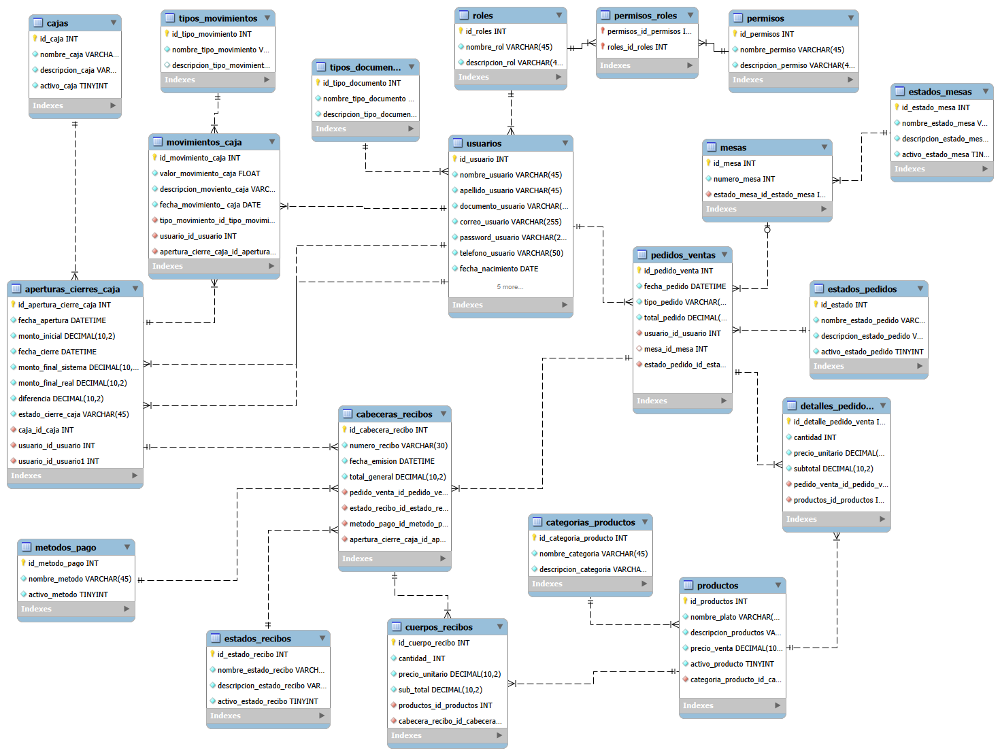 cajas
id_caja INT
nombre_caja VARCHA...
descripcion_caja VAR...
activo_caja TINYINT
Indexes
tipos_movimientos
id_tipo_movimiento INT
nombre_tipo_movimiento V...
descripcion_tipo_movimient...
Indexes
tipos_documen...
id_tipo_documento INT
nombre_tipo_documento ...
descripcion_tipo_documen...
Indexes
roles
id_roles INT
nombre_rol VARCHAR(45)
descripcion_rol VARCHAR(4...
Indexes
permisos_roles
permisos_id_permisos I...
roles_id_roles INT
Indexes
permisos
id_permisos INT
nombre_permiso VARCHAR(45)
descripcion_permiso VARCHAR(4...
Indexes
estados_mesas
id_estado_mesa INT
nombre_estado_mesa V...
descripcion_estado_mes...
activo_estado_mesa TIN...
Indexes
movimientos_caja
id_movimiento_caja INT
valor_movimiento_caja FLOAT
descripcion_moviento_caja VARC...
fecha_movimiento_ caja DATE
tipo_movimiento_id_tipo_movimi...
usuario_id_usuario INT
apertura_cierre_caja_id_apertura...
Indexes
usuarios
id_usuario INT
nombre_usuario VARCHAR(45)
apellido_usuario VARCHAR(45)
documento_usuario VARCHAR(...
correo_usuario VARCHAR(255)
password_usuario VARCHAR(2...
telefono_usuario VARCHAR(50)
fecha_nacimiento DATE
5 more...
Indexes
mesas
id_mesa INT
numero_mesa INT
estado_mesa_id_estado_mesa I...
Indexes
pedidos_ventas
id_pedido_venta INT
fecha_pedido DATETIME
tipo_pedido VARCHAR(...
total_pedido DECIMAL(...
usuario_id_usuario INT
mesa_id_mesa INT
estado_pedido_id_esta...
Indexes
estados_pedidos
id_estado INT
nombre_estado_pedido VARC...
descripcion_estado_pedido V...
activo_estado_pedido TINYINT
Indexes
aperturas_cierres_caja
id_apertura_cierre_caja INT
fecha_apertura DATETIME
monto_inicial DECIMAL(10,2)
fecha_cierre DATETIME
monto_final_sistema DECIMAL(10,...
monto_final_real DECIMAL(10,2)
diferencia DECIMAL(10,2)
estado_cierre_caja VARCHAR(45)
caja_id_caja INT
usuario_id_usuario INT
usuario_id_usuario1 INT
Indexes
cabeceras_recibos
id_cabecera_recibo INT
numero_recibo VARCHAR(30)
fecha_emision DATETIME
total_general DECIMAL(10,2)
pedido_venta_id_pedido_ve...
estado_recibo_id_estado_re...
metodo_pago_id_metodo_p...
apertura_cierre_caja_id_ap...
Indexes
detalles_pedido...
id_detalle_pedido_venta I...
cantidad INT
precio_unitario DECIMAL(...
subtotal DECIMAL(10,2)
pedido_venta_id_pedido_v...
productos_id_productos I...
Indexes
metodos_pago
id_metodo_pago INT
nombre_metodo VARCHAR(45)
activo_metodo TINYINT
Indexes
categorias_productos
id_categoria_producto INT
nombre_categoria VARCHAR(45)
descripcion_categoria VARCHA...
Indexes
productos
id_productos INT
nombre_plato VARCHAR(...
descripcion_productos VA...
precio_venta DECIMAL(10...
activo_producto TINYINT
categoria_producto_id_ca...
Indexes
estados_recibos
id_estado_recibo INT
nombre_estado_recibo VARCH...
descripcion_estado_recibo VAR...
activo_estado_recibo TINYINT
Indexes
cuerpos_recibos
id_cuerpo_recibo INT
cantidad_ INT
precio_unitario DECIMAL(10,2)
sub_total DECIMAL(10,2)
productos_id_productos INT
cabecera_recibo_id_cabecera...
Indexes